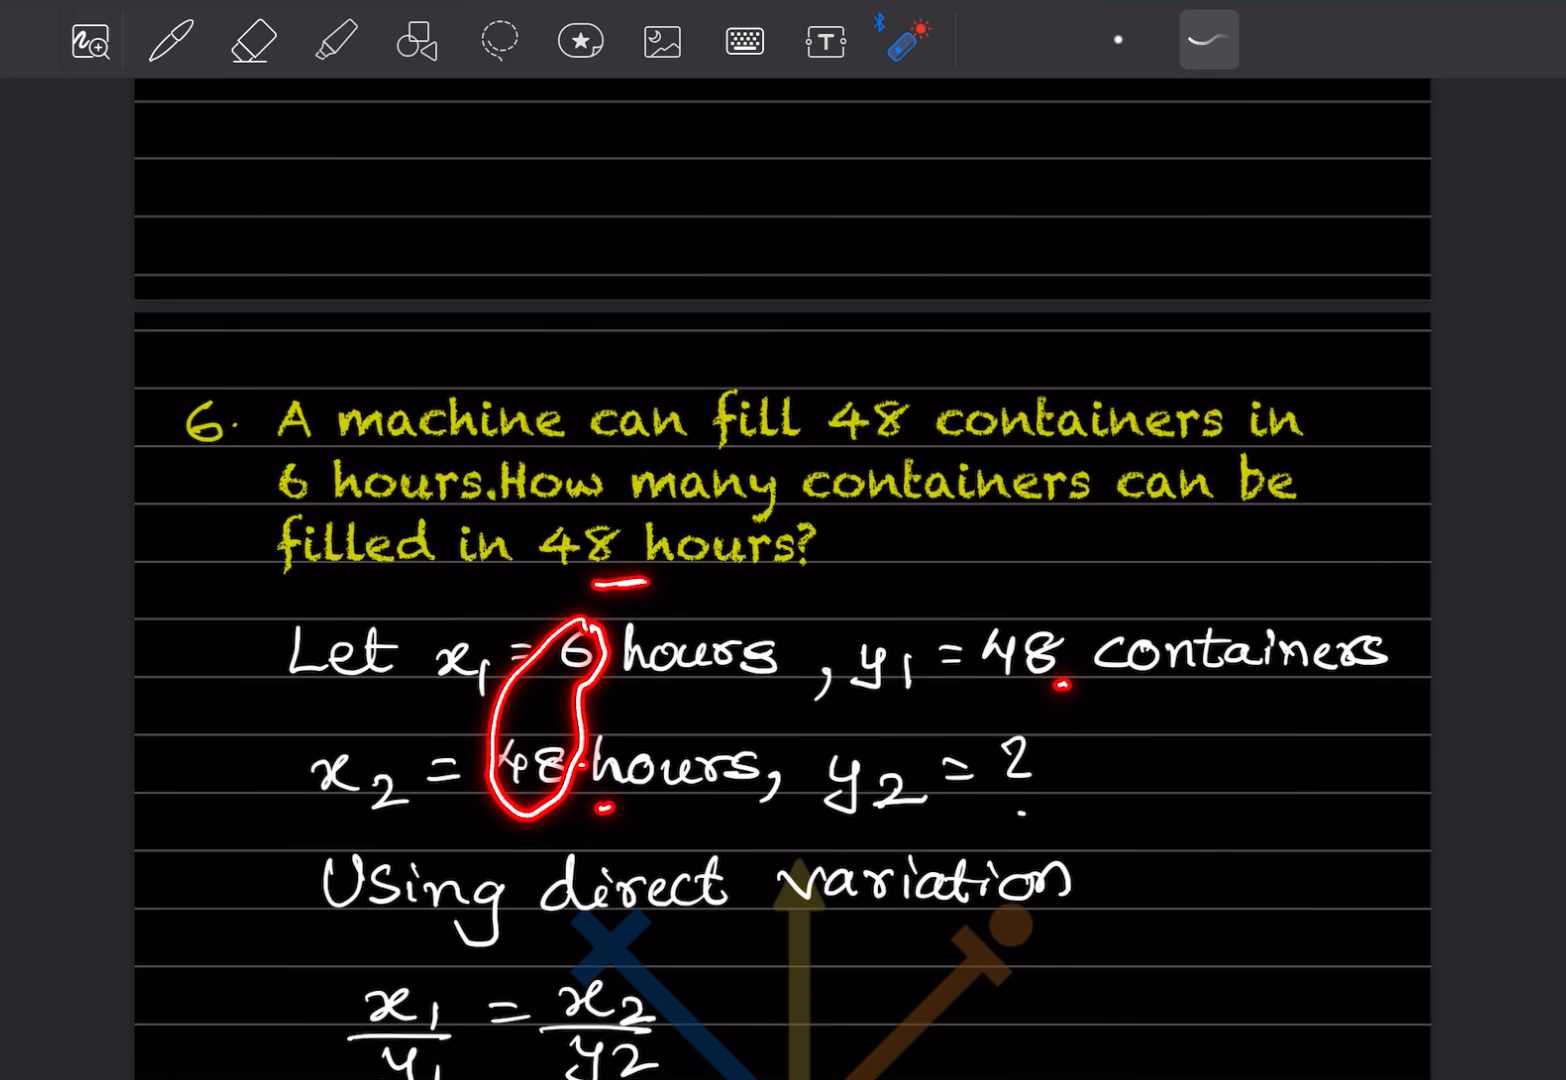 6. A machine can fill 48 containers in
6 hours.How many containers can be
filled in 48 hours?
Let x₁ = 6 hours , y₁ = 48 containers
x₂ = 48 hours, y₂ = ?
Using direct variation
x₁/y₁ = x₂/y₂